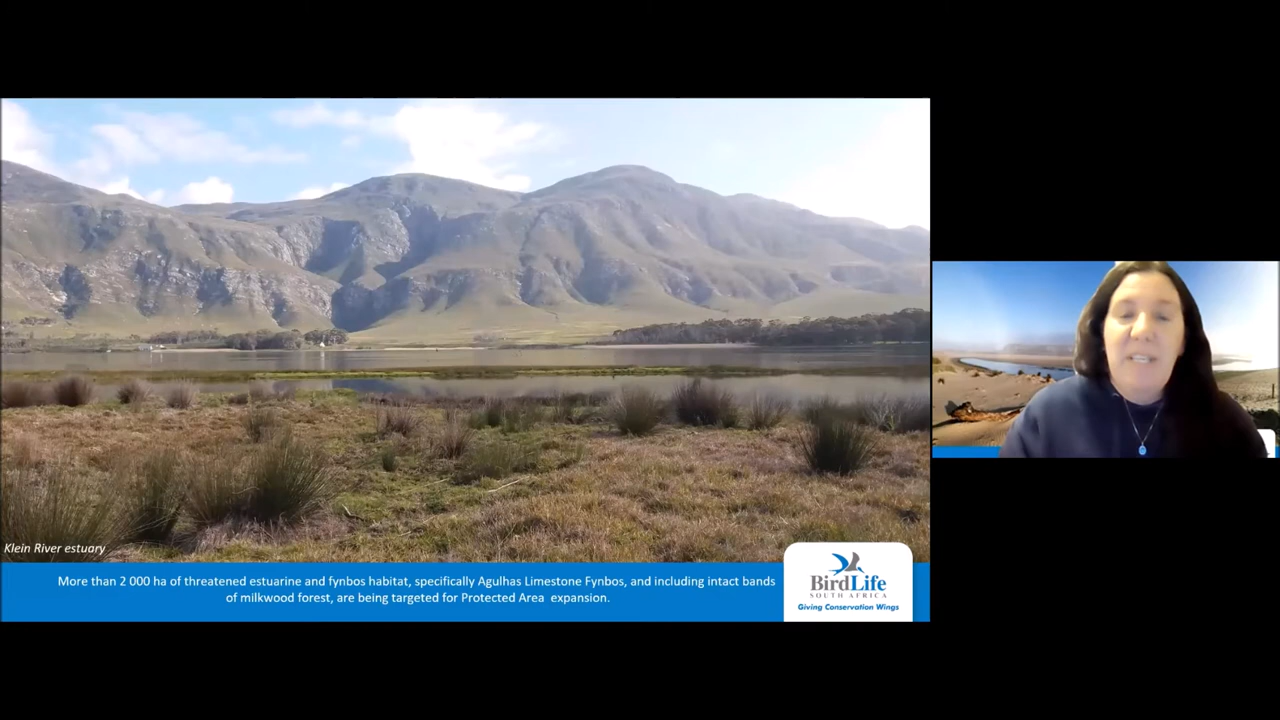 Klein River estuary
More than 2 000 ha of threatened estuarine and fynbos habitat, specifically Agulhas Limestone Fynbos, and including intact bands
of milkwood forest, are being targeted for Protected Area expansion.
BirdLife
SOUTH AFRICA
Giving Conservation Wings